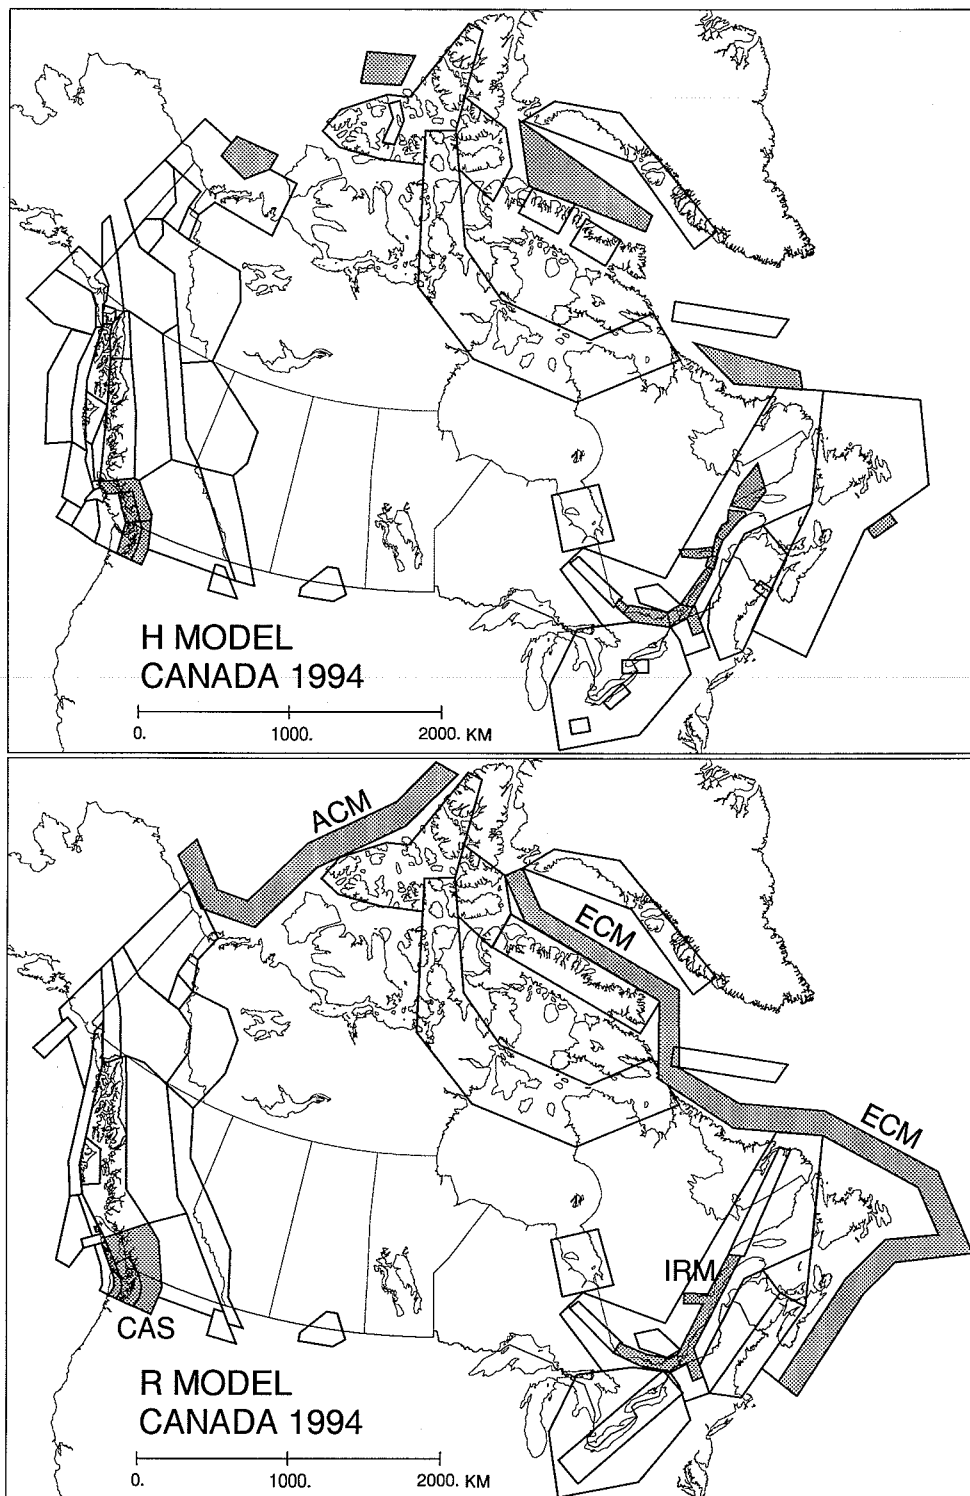 H MODEL
CANADA 1994
0. 1000. 2000. KM
ACM
ECM
ECM
IRM
CAS
R MODEL
CANADA 1994
0. 1000. 2000. KM